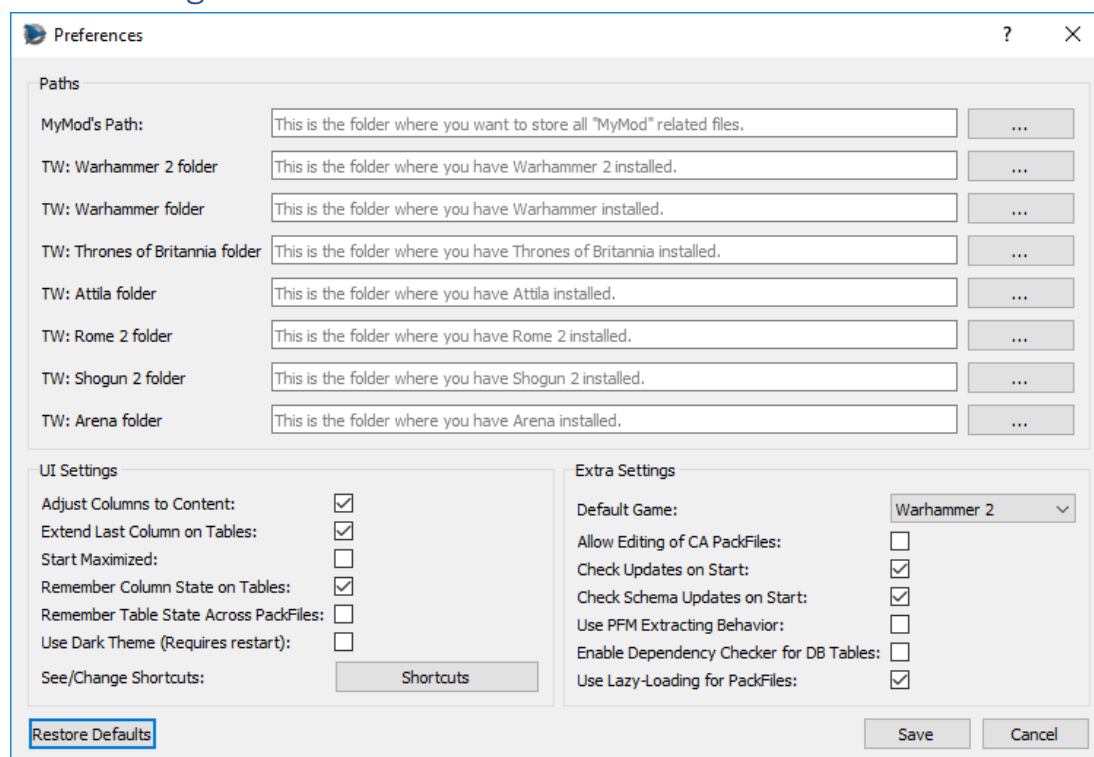 Preferences ? ×
Paths
MyMod's Path: This is the folder where you want to store all "MyMod" related files. ...
TW: Warhammer 2 folder This is the folder where you have Warhammer 2 installed. ...
TW: Warhammer folder This is the folder where you have Warhammer installed. ...
TW: Thrones of Britannia folder This is the folder where you have Thrones of Britannia installed. ...
TW: Attila folder This is the folder where you have Attila installed. ...
TW: Rome 2 folder This is the folder where you have Rome 2 installed. ...
TW: Shogun 2 folder This is the folder where you have Shogun 2 installed. ...
TW: Arena folder This is the folder where you have Arena installed. ...
UI Settings
Adjust Columns to Content:
Extend Last Column on Tables:
Start Maximized:
Remember Column State on Tables:
Remember Table State Across PackFiles:
Use Dark Theme (Requires restart):
See/Change Shortcuts: Shortcuts
Extra Settings
Default Game: Warhammer 2
Allow Editing of CA PackFiles:
Check Updates on Start:
Check Schema Updates on Start:
Use PFM Extracting Behavior:
Enable Dependency Checker for DB Tables:
Use Lazy-Loading for PackFiles:
Restore Defaults Save Cancel